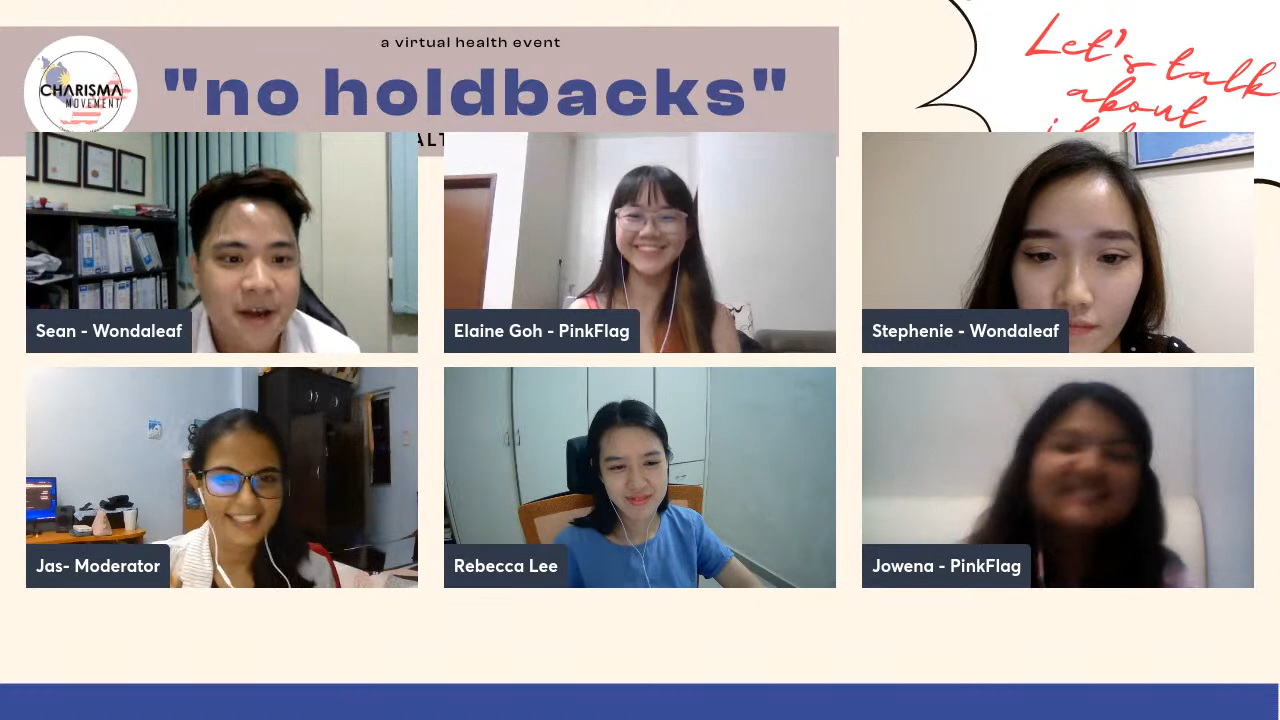 a virtual health event
CHARISMA
MOVEMENT
"no holdbacks"
Let's talk
about
Sean - Wondaleaf
Elaine Goh - PinkFlag
Stephenie - Wondaleaf
Jas- Moderator
Rebecca Lee
Jowena - PinkFlag